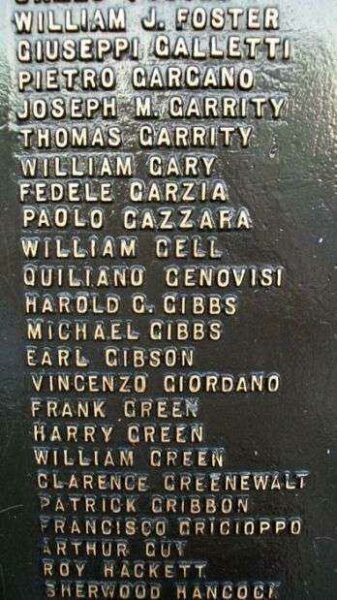 WILLIAM J. FOSTER
GIUSEPPI GALLETTI
PIETRO GARCANO
JOSEPH M. GARRITY
THOMAS GARRITY
WILLIAM GARY
FEDELE GARZIA
PAOLO GAZZARA
WILLIAM GELL
QUILIANO GENOVISI
HAROLD G. GIBBS
MICHAEL GIBBS
EARL GIBSON
VINCENZO GIORDANO
FRANK GREEN
HARRY GREEN
WILLIAM GREEN
CLARENCE GREENEWALT
PATRICK GRIBBON
FRANCISCO GRICIOPPO
ARTHUR GUY
ROY HACKETT
SHERWOOD HANCOCK